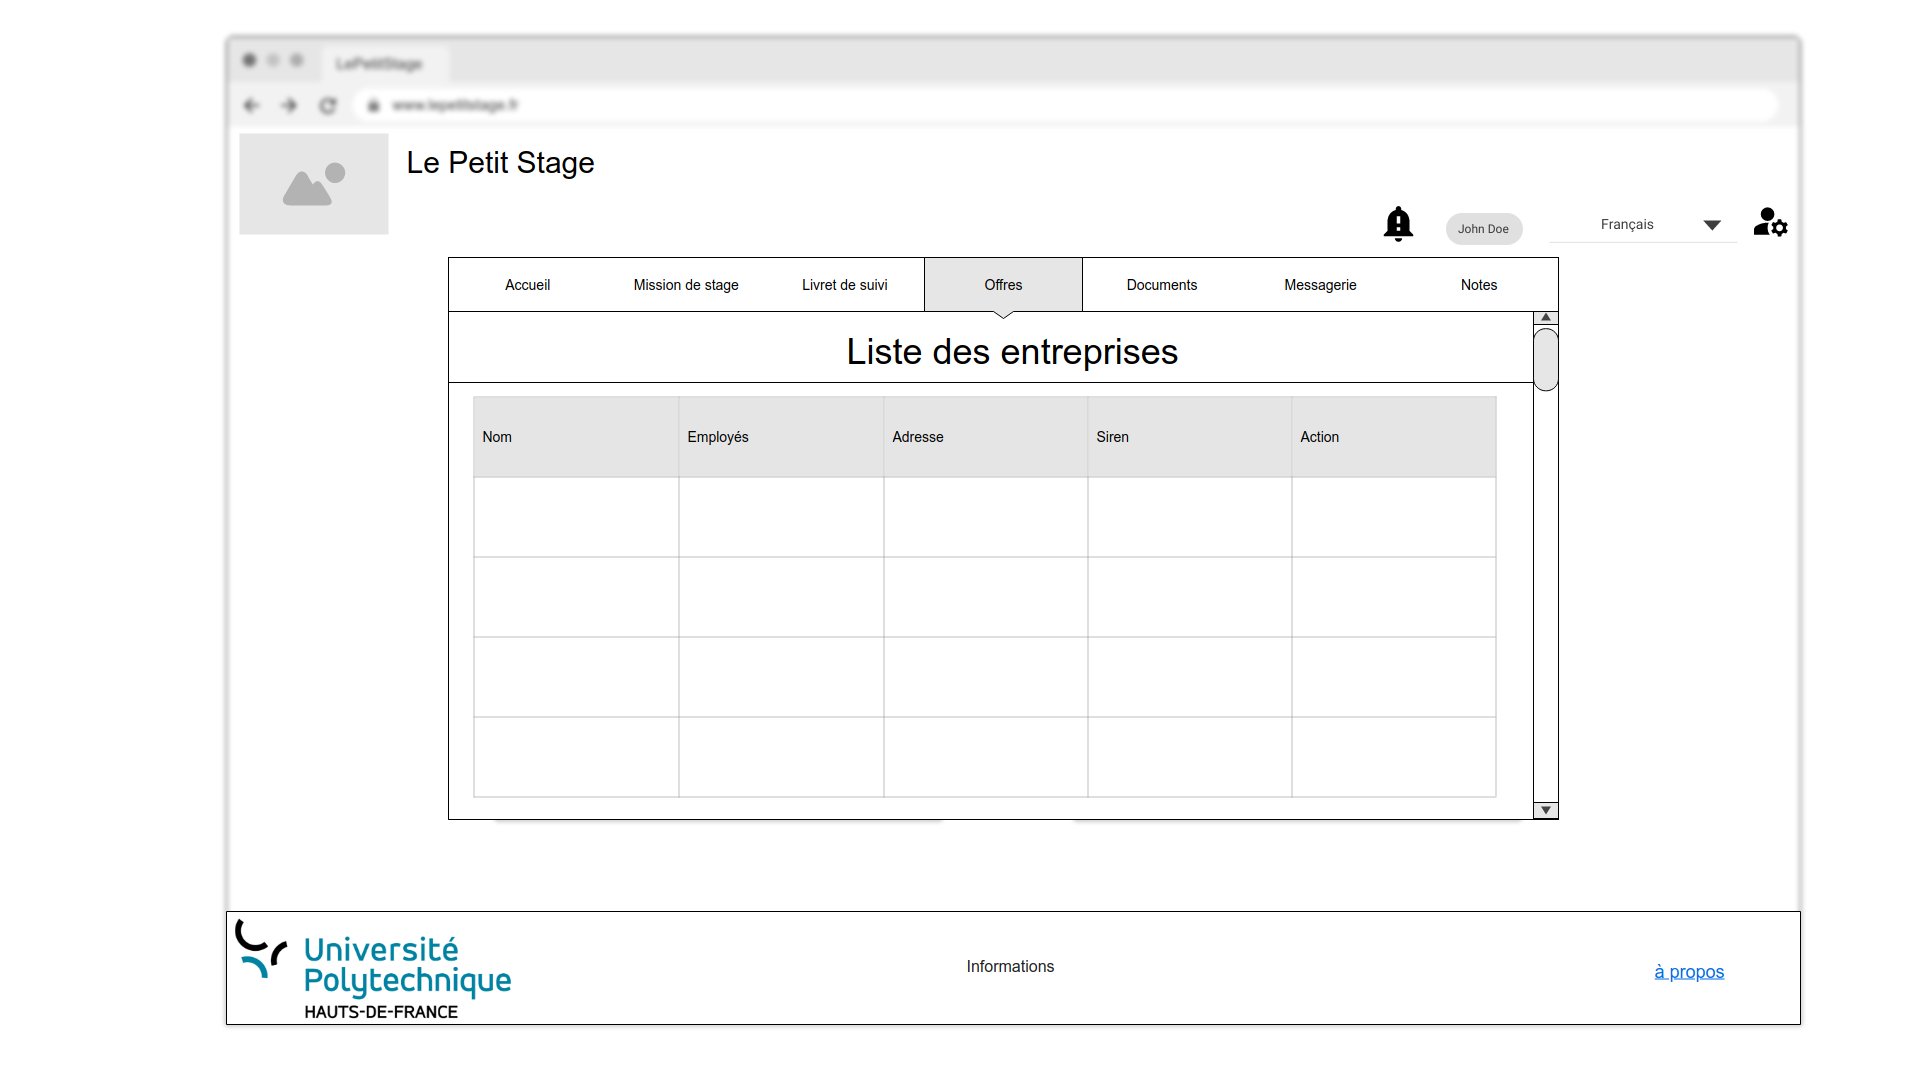 LePetitStage
www.lepetitstage.fr
Le Petit Stage
John Doe
Français
Accueil
Mission de stage
Livret de suivi
Offres
Documents
Messagerie
Notes
Liste des entreprises
Nom
Employés
Adresse
Siren
Action
Université
Polytechnique
HAUTS-DE-FRANCE
Informations
à propos